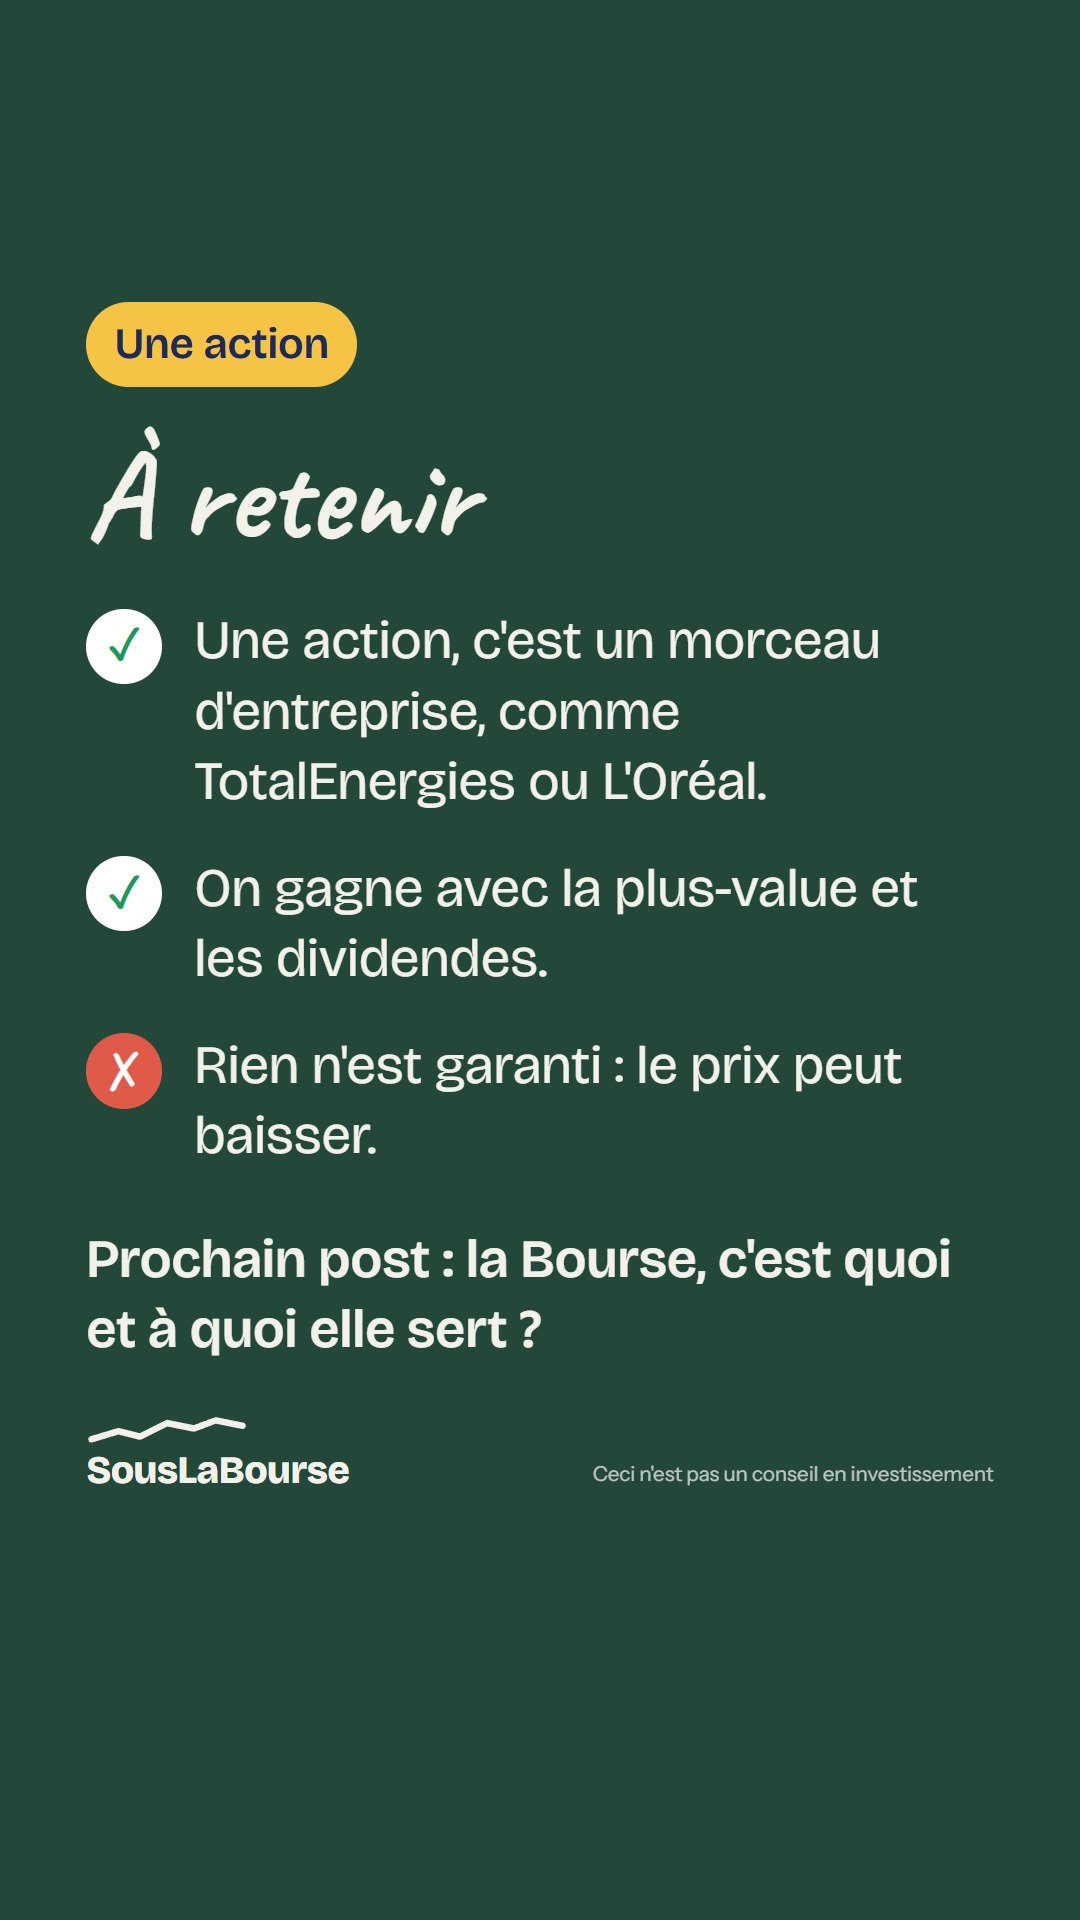 Une action
À retenir
✓ Une action, c'est un morceau
d'entreprise, comme
TotalEnergies ou L'Oréal.
✓ On gagne avec la plus-value et
les dividendes.
✗ Rien n'est garanti : le prix peut
baisser.
Prochain post : la Bourse, c'est quoi
et à quoi elle sert ?
SousLaBourse
Ceci n'est pas un conseil en investissement